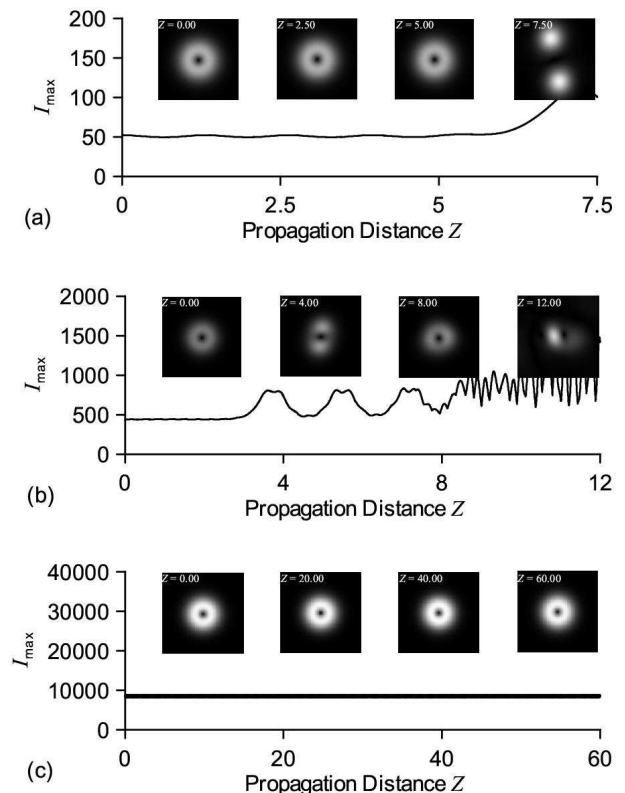 200
150
100
50
0
I max
Z = 0.00
Z = 2.50
Z = 5.00
Z = 7.50
0 2.5 5 7.5
Propagation Distance Z
(a)
2000
1500
1000
500
0
I max
Z = 0.00
Z = 4.00
Z = 8.00
Z = 12.00
0 4 8 12
Propagation Distance Z
(b)
40000
30000
20000
10000
0
I max
Z = 0.00
Z = 20.00
Z = 40.00
Z = 60.00
0 20 40 60
Propagation Distance Z
(c)